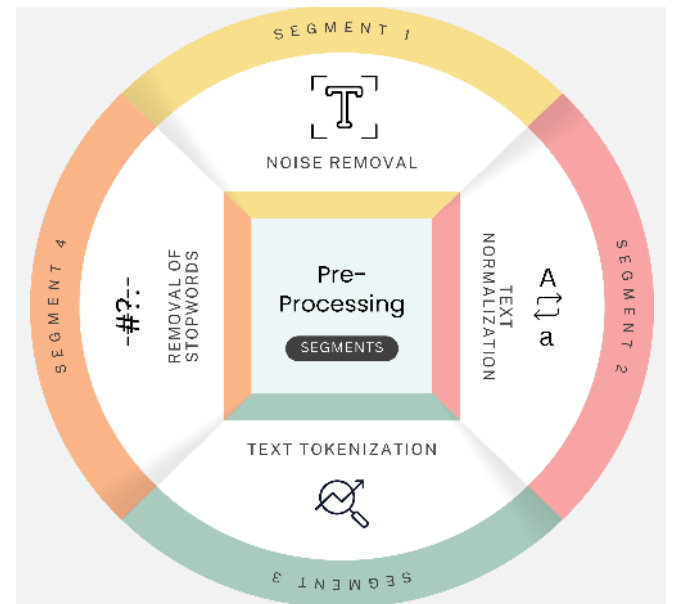 SEGMENT 1
T
NOISE REMOVAL
SEGMENT 2
TEXT
NORMALIZATION
A
a
Pre-
Processing
SEGMENTS
SEGMENT 4
#?:
REMOVAL OF
STOPWORDS
TEXT TOKENIZATION
SEGMENT 3